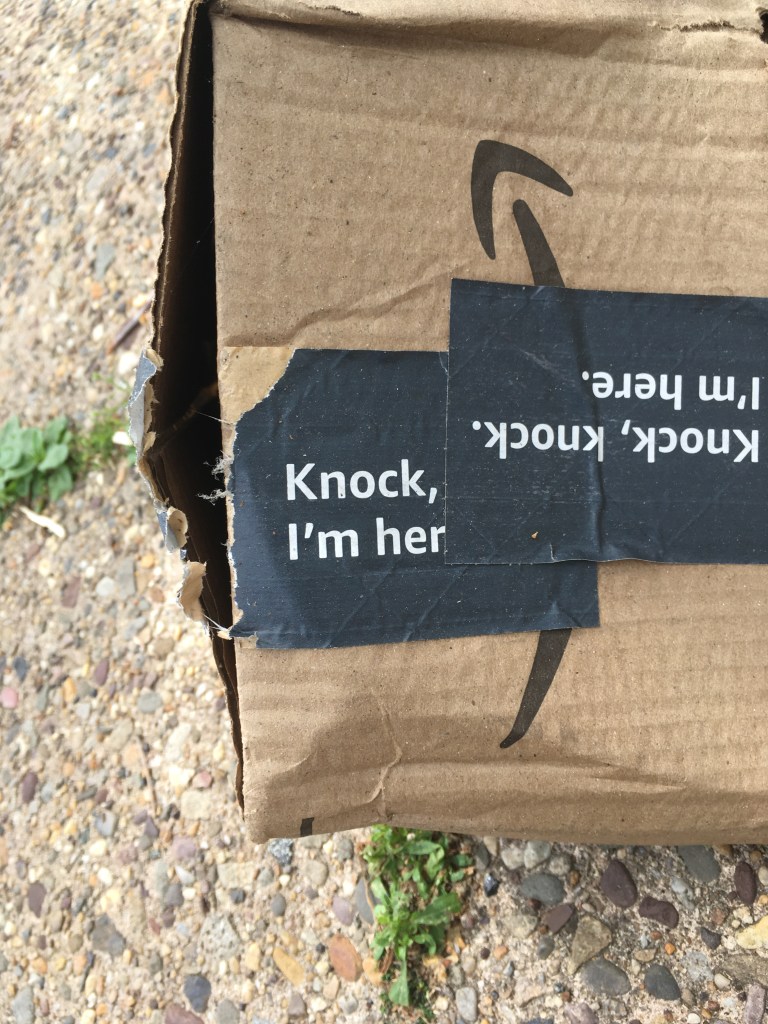 Knock,
I'm her
Knock, knock.
I'm here.